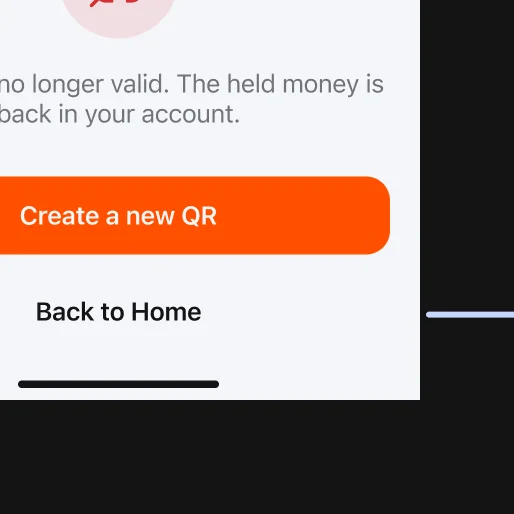 no longer valid. The held money is
back in your account.
Create a new QR
Back to Home